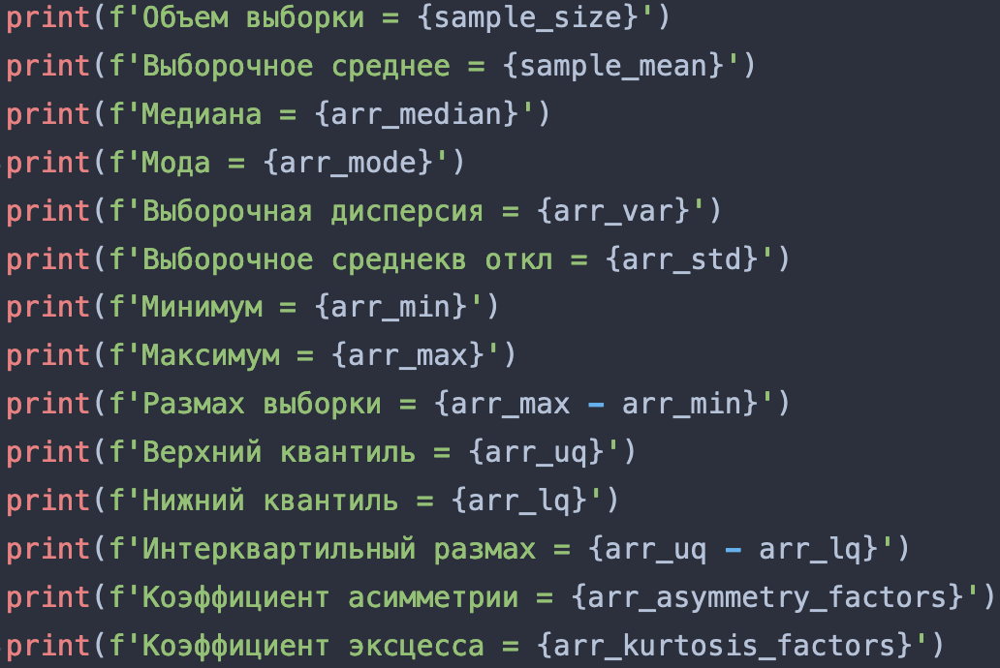 print(f'Объем выборки = {sample_size}')
print(f'Выборочное среднее = {sample_mean}')
print(f'Медиана = {arr_median}')
print(f'Мода = {arr_mode}')
print(f'Выборочная дисперсия = {arr_var}')
print(f'Выборочное среднекв откл = {arr_std}')
print(f'Минимум = {arr_min}')
print(f'Максимум = {arr_max}')
print(f'Размах выборки = {arr_max - arr_min}')
print(f'Верхний квантиль = {arr_uq}')
print(f'Нижний квантиль = {arr_lq}')
print(f'Интерквартильный размах = {arr_uq - arr_lq}')
print(f'Коэффициент асимметрии = {arr_asymmetry_factors}')
print(f'Коэффициент эксцесса = {arr_kurtosis_factors}')